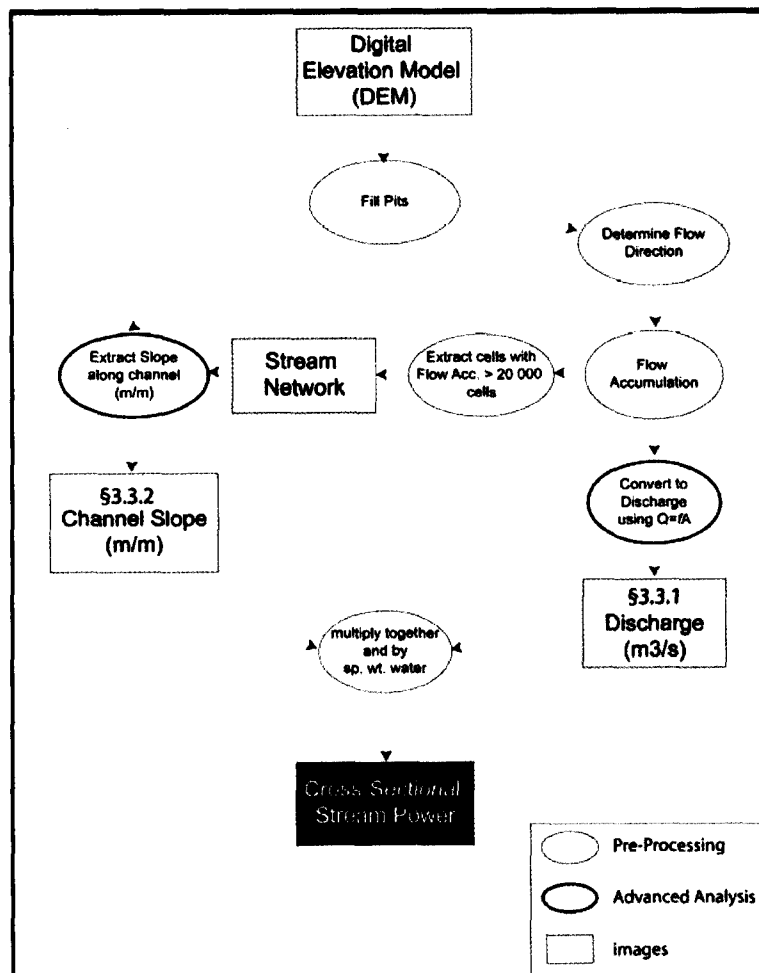 Digital
Elevation Model
(DEM)
Fill Pits
Determine Flow
Direction
Extract Slope
along channel
(m/m)
Stream
Network
Extract cells with
Flow Acc. > 20 000
cells
Flow
Accumulation
§3.3.2
Channel Slope
(m/m)
Convert to
Discharge
using Q=fA
§3.3.1
Discharge
(m3/s)
multiply together
and by
sp. wt. water
Cross Sectional
Stream Power
Pre-Processing
Advanced Analysis
images